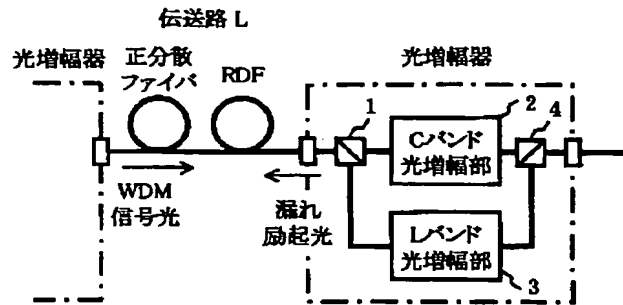 伝送路 L
光増幅器
正分散
ファイバ
RDF
光増幅器
1
2
4
Cバンド
光増幅部
WDM
信号光
漏れ
励起光
Lバンド
光増幅部
3